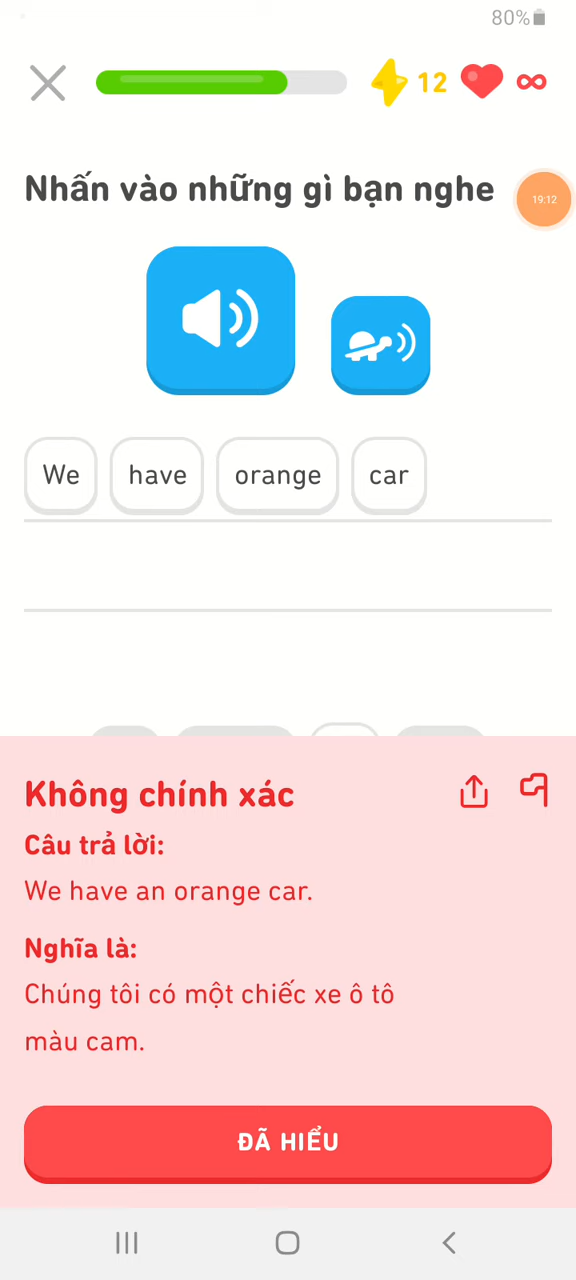 80%
12
Nhấn vào những gì bạn nghe
19:12
We have orange car
Không chính xác
Câu trả lời:
We have an orange car.
Nghĩa là:
Chúng tôi có một chiếc xe ô tô
màu cam.
ĐÃ HIỂU